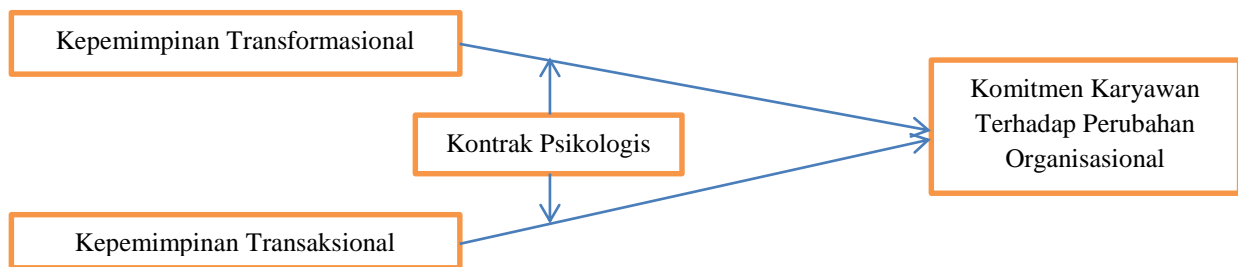 Kepemimpinan Transformasional
Kontrak Psikologis
Kepemimpinan Transaksional
Komitmen Karyawan
Terhadap Perubahan
Organisasional